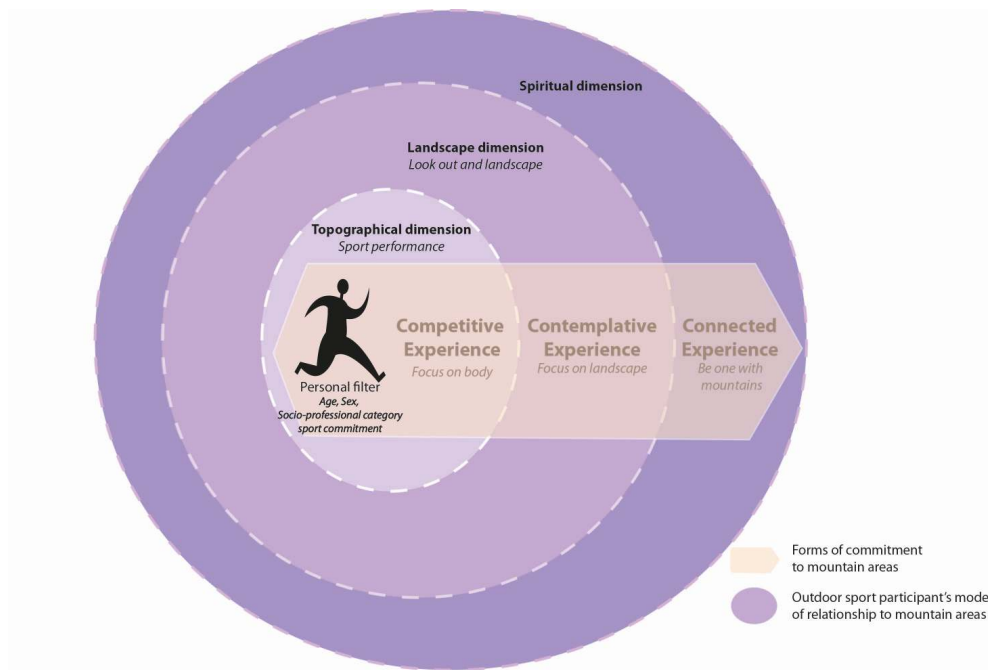 Spiritual dimension
Landscape dimension
Look out and landscape
Topographical dimension
Sport performance
Competitive
Experience
Focus on body
Contemplative
Experience
Focus on landscape
Connected
Experience
Be one with
mountains
Personal filter
Age, Sex,
Socio-professional category
sport commitment
Forms of commitment
to mountain areas
Outdoor sport participant's mode
of relationship to mountain areas